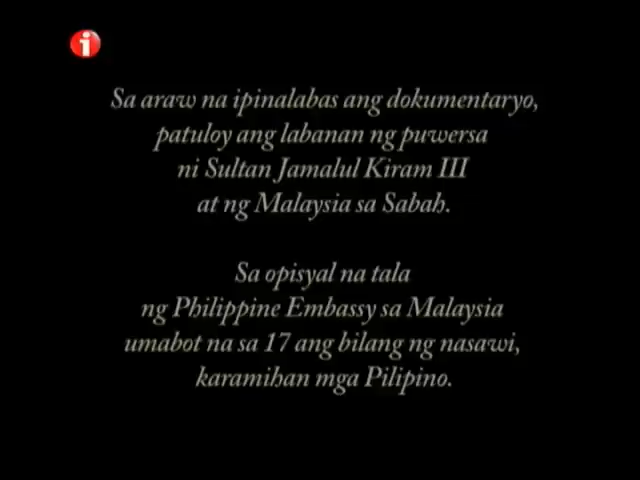 i
Sa araw na ipinalabas ang dokumentaryo,
patuloy ang labanan ng puwersa
ni Sultan Jamalul Kiram III
at ng Malaysia sa Sabah.
Sa opisyal na tala
ng Philippine Embassy sa Malaysia
umabot na sa 17 ang bilang ng nasawi,
karamihan mga Pilipino.